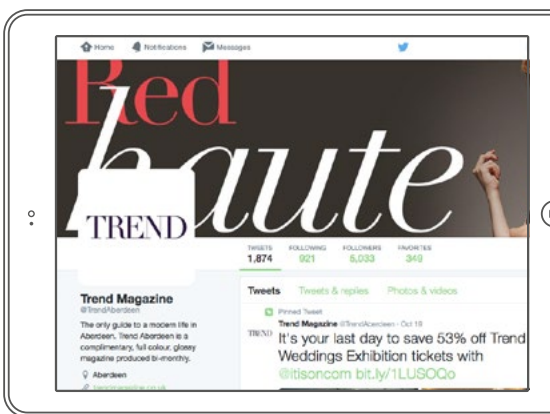 Home Notifications Messages
Red
haute
TREND
TWEETS FOLLOWING FOLLOWERS FAVORITES
1,874 921 5,033 349
Trend Magazine
@TrendAberdeen
The only guide to a modern life in
Aberdeen. Trend Aberdeen is a
complimentary, full colour, glossy
magazine produced bi-monthly.
Aberdeen
trendmagazine.co.uk
Tweets Tweets & replies Photos & videos
Pinned Tweet
TREND
Trend Magazine @TrendAberdeen · Oct 19
It's your last day to save 53% off Trend
Weddings Exhibition tickets with
@itisoncom bit.ly/1LUSOQo